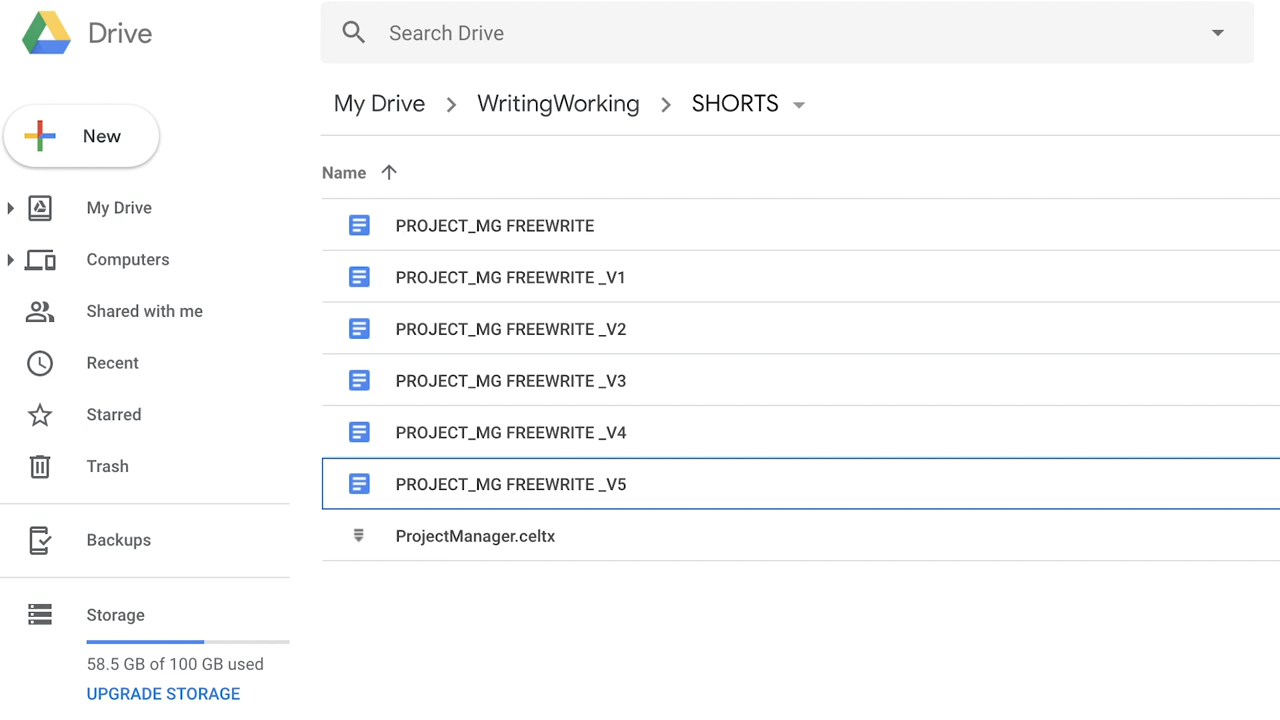 Drive
Search Drive
My Drive > WritingWorking > SHORTS
New
Name
My Drive
Computers
Shared with me
Recent
Starred
Trash
Backups
Storage
58.5 GB of 100 GB used
UPGRADE STORAGE
PROJECT_MG FREEWRITE
PROJECT_MG FREEWRITE _V1
PROJECT_MG FREEWRITE _V2
PROJECT_MG FREEWRITE _V3
PROJECT_MG FREEWRITE _V4
PROJECT_MG FREEWRITE _V5
ProjectManager.celtx